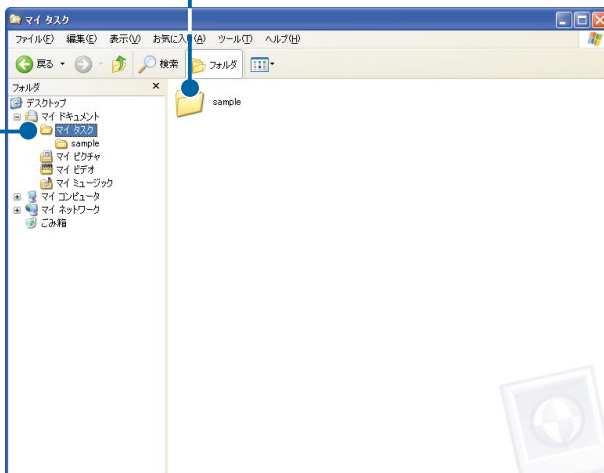 マイ タスク
ファイル(F) 編集(E) 表示(V) お気に入り(A) ツール(T) ヘルプ(H)
戻る 検索 フォルダ
フォルダ
デスクトップ
マイ ドキュメント
マイ タスク
sample
マイ ピクチャ
マイ ビデオ
マイ ミュージック
マイ コンピュータ
マイ ネットワーク
ごみ箱
sample